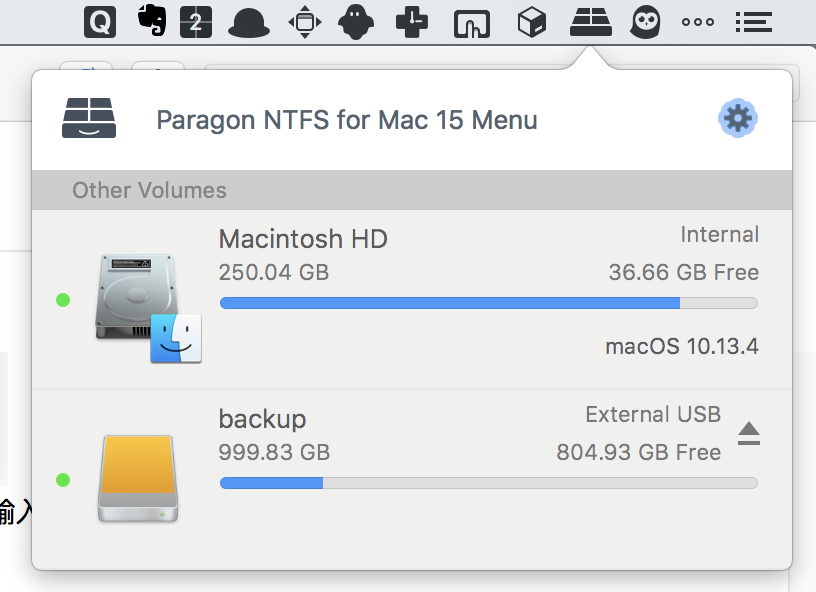 Q
2
Paragon NTFS for Mac 15 Menu
Other Volumes
Macintosh HD
Internal
250.04 GB
36.66 GB Free
macOS 10.13.4
backup
External USB
999.83 GB
804.93 GB Free
输入